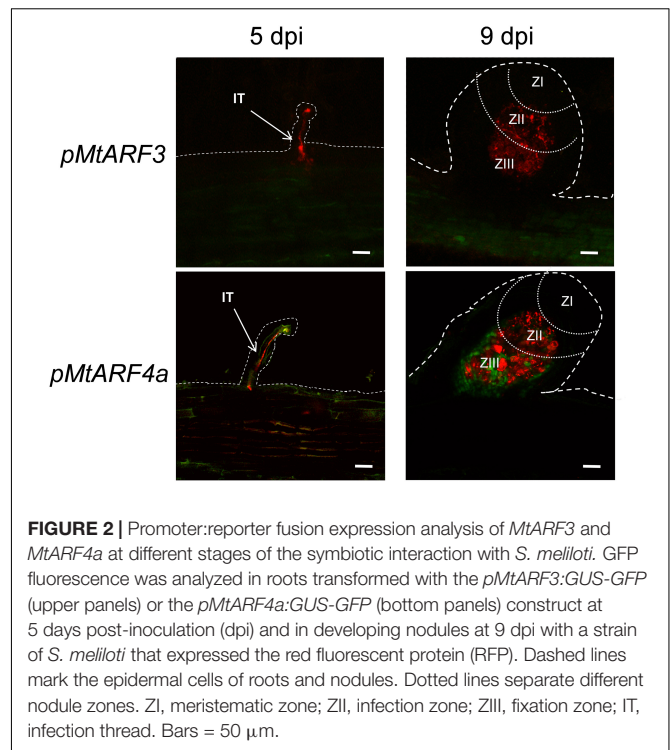 5 dpi 9 dpi
pMtARF3
IT
ZI
ZII
ZIII
pMtARF4a
IT
ZI
ZII
ZIII
FIGURE 2 | Promoter:reporter fusion expression analysis of MtARF3 and
MtARF4a at different stages of the symbiotic interaction with S. meliloti. GFP
fluorescence was analyzed in roots transformed with the pMtARF3:GUS-GFP
(upper panels) or the pMtARF4a:GUS-GFP (bottom panels) construct at
5 days post-inoculation (dpi) and in developing nodules at 9 dpi with a strain
of S. meliloti that expressed the red fluorescent protein (RFP). Dashed lines
mark the epidermal cells of roots and nodules. Dotted lines separate different
nodule zones. ZI, meristematic zone; ZII, infection zone; ZIII, fixation zone; IT,
infection thread. Bars = 50 μm.